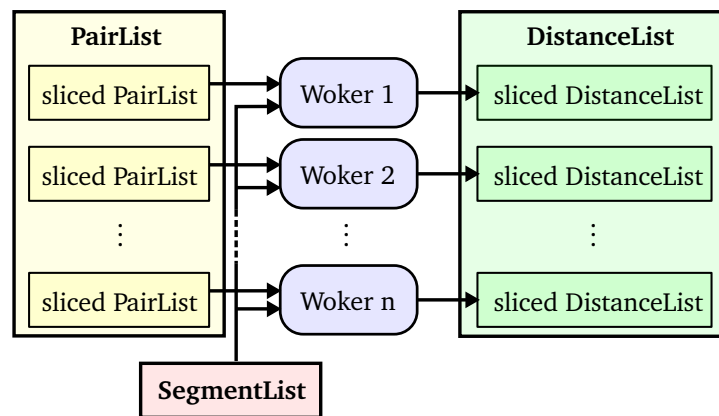 PairList
DistanceList
sliced PairList
Woker 1
sliced DistanceList
sliced PairList
Woker 2
sliced DistanceList
⋮
⋮
⋮
sliced PairList
Woker n
sliced DistanceList
SegmentList